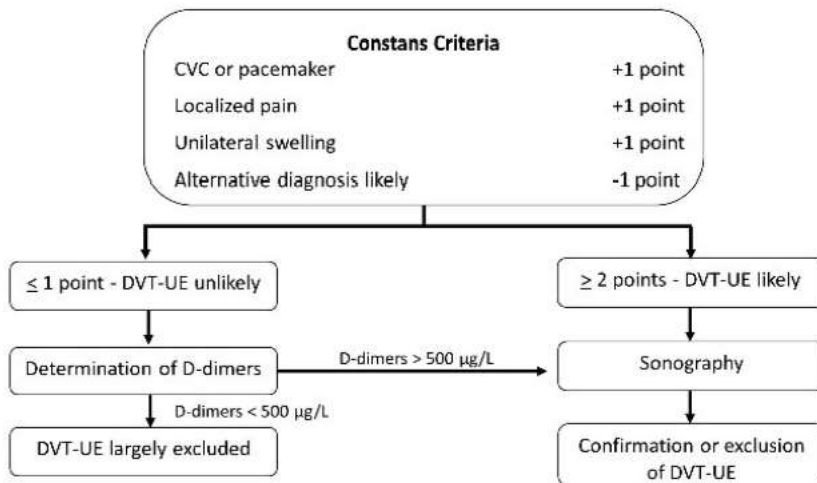 Constans Criteria
CVC or pacemaker +1 point
Localized pain +1 point
Unilateral swelling +1 point
Alternative diagnosis likely -1 point
≤ 1 point - DVT-UE unlikely
≥ 2 points - DVT-UE likely
Determination of D-dimers
D-dimers > 500 µg/L
Sonography
D-dimers < 500 µg/L
DVT-UE largely excluded
Confirmation or exclusion
of DVT-UE